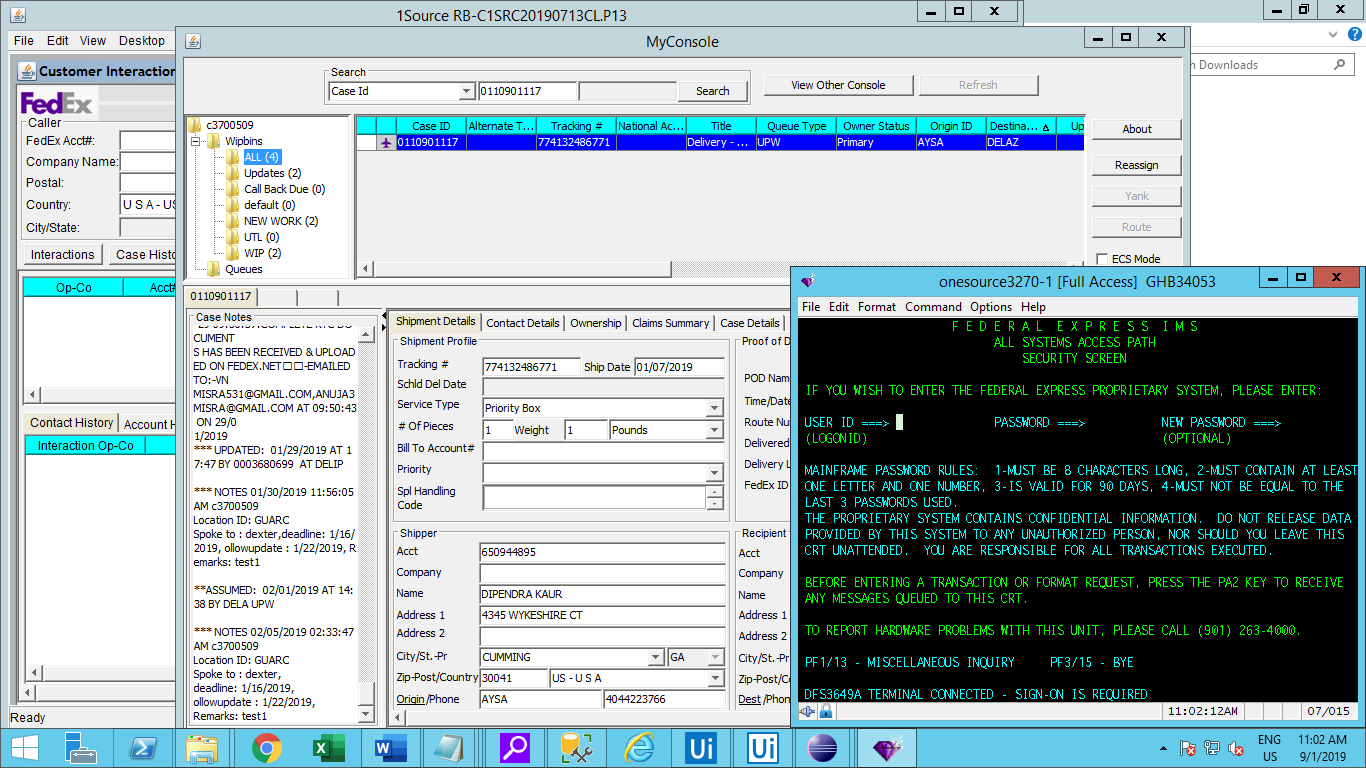 1Source RB-C1SRC20190713CL.P13
File Edit View Desktop
Customer Interaction
FedEx
Caller
FedEx Acct#:
Company Name:
Postal:
Country:
U S A - US
City/State:
Interactions
Case Histo
Op-Co
Acct#
Contact History
Account H
Interaction Op-Co
Ready
MyConsole
Search
Case Id
0110901117
Search
View Other Console
Refresh
c3700509
Wipbins
ALL (4)
Updates (2)
Call Back Due (0)
default (0)
NEW WORK (2)
UTL (0)
WIP (2)
Queues
Case ID Alternate T... Tracking # National Ac... Title Queue Type Owner Status Origin ID Destina... Up
0110901117 774132486771 Delivery - ... UPW Primary AYSA DELAZ
About
Reassign
Yank
Route
ECS Mode
0110901117
Case Notes
CUMENT
S HAS BEEN RECEIVED & UPLOAD
ED ON FEDEX.NET□□-EMAILED
TO:-VN
MISRA531@GMAIL.COM,ANUJA3
MISRA@GMAIL.COM AT 09:50:43
ON 29/0
1/2019
*** UPDATED: 01/29/2019 AT 1
7:47 BY 0003680699 AT DELIP
*** NOTES 01/30/2019 11:56:05
AM c3700509
Location ID: GUARC
Spoke to : dexter,deadline: 1/16/
2019, ollowupdate : 1/22/2019, R
emarks: test1
**ASSUMED: 02/01/2019 AT 14:
38 BY DELA UPW
*** NOTES 02/05/2019 02:33:47
AM c3700509
Location ID: GUARC
Spoke to : dexter,
deadline: 1/16/2019,
ollowupdate : 1/22/2019,
Remarks: test1
Shipment Details Contact Details Ownership Claims Summary Case Details
Shipment Profile
Tracking # 774132486771 Ship Date 01/07/2019
Schld Del Date
Service Type Priority Box
# Of Pieces 1 Weight 1 Pounds
Bill To Account#
Priority
Spl Handling
Code
Shipper
Acct 650944895
Company
Name DIPENDRA KAUR
Address 1 4345 WYKESHIRE CT
Address 2
City/St.-Pr CUMMING GA
Zip-Post/Country 30041 US - U S A
Origin/Phone AYSA 4044223766
Proof of D
POD Nam
Time/Date
Route Nu
Delivered
Delivery L
FedEx ID
Recipient
Acct
Company
Name
Address 1
Address 2
City/St.-Pr
Zip-Post/C
Dest /Phon
h Downloads
onesource3270-1 [Full Access] GHB34053
File Edit Format Command Options Help
F E D E R A L E X P R E S S I M S
ALL SYSTEMS ACCESS PATH
SECURITY SCREEN
IF YOU WISH TO ENTER THE FEDERAL EXPRESS PROPRIETARY SYSTEM, PLEASE ENTER:
USER ID ===> PASSWORD ===> NEW PASSWORD ===>
(LOGONID) (OPTIONAL)
MAINFRAME PASSWORD RULES: 1-MUST BE 8 CHARACTERS LONG, 2-MUST CONTAIN AT LEAST
ONE LETTER AND ONE NUMBER, 3-IS VALID FOR 90 DAYS, 4-MUST NOT BE EQUAL TO THE
LAST 3 PASSWORDS USED.
THE PROPRIETARY SYSTEM CONTAINS CONFIDENTIAL INFORMATION. DO NOT RELEASE DATA
PROVIDED BY THIS SYSTEM TO ANY UNAUTHORIZED PERSON, NOR SHOULD YOU LEAVE THIS
CRT UNATTENDED. YOU ARE RESPONSIBLE FOR ALL TRANSACTIONS EXECUTED.
BEFORE ENTERING A TRANSACTION OR FORMAT REQUEST, PRESS THE PA2 KEY TO RECEIVE
ANY MESSAGES QUEUED TO THIS CRT.
TO REPORT HARDWARE PROBLEMS WITH THIS UNIT, PLEASE CALL (901) 263-4000.
PF1/13 - MISCELLANEOUS INQUIRY PF3/15 - BYE
DFS3649A TERMINAL CONNECTED - SIGN-ON IS REQUIRED
11:02:12AM 07/015
Ui
Ui
ENG
US
11:02 AM
9/1/2019